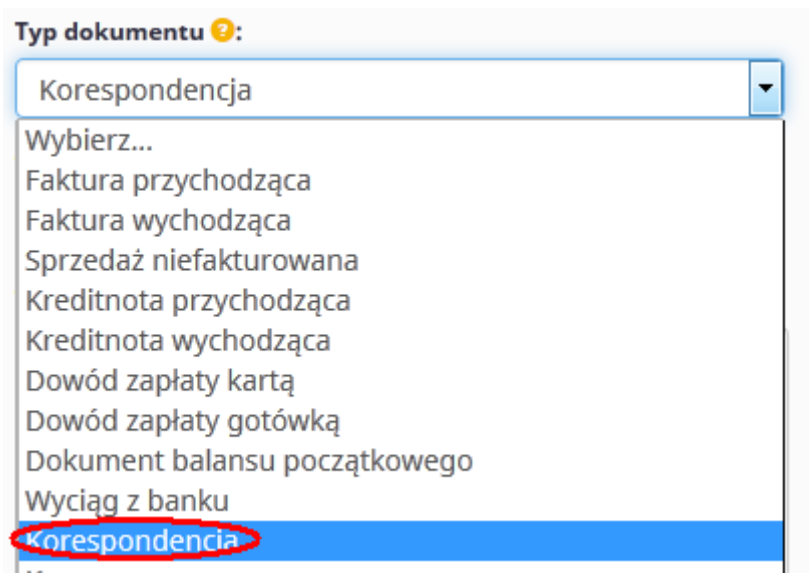 Typ dokumentu ?:
Korespondencja
Wybierz...
Faktura przychodząca
Faktura wychodząca
Sprzedaż niefakturowana
Kreditnota przychodząca
Kreditnota wychodząca
Dowód zapłaty kartą
Dowód zapłaty gotówką
Dokument balansu początkowego
Wyciąg z banku
Korespondencja